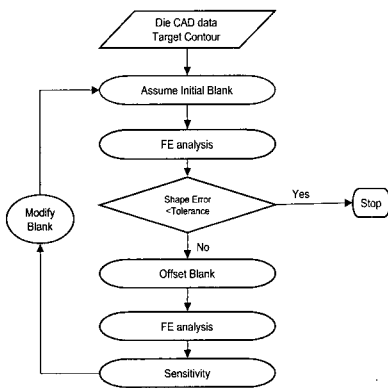 Die CAD data
Target Contour
Assume Initial Blank
FE analysis
Shape Error
<Tolerance
Yes
Stop
No
Modify
Blank
Offset Blank
FE analysis
Sensitivity